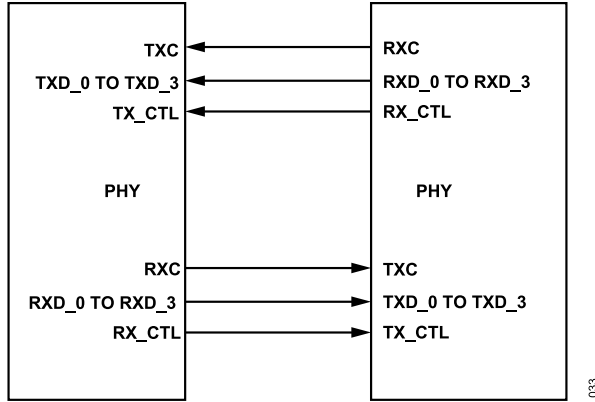 TXC
TXD_0 TO TXD_3
TX_CTL
PHY
RXC
RXD_0 TO RXD_3
RX_CTL
RXC
RXD_0 TO RXD_3
RX_CTL
PHY
TXC
TXD_0 TO TXD_3
TX_CTL
033